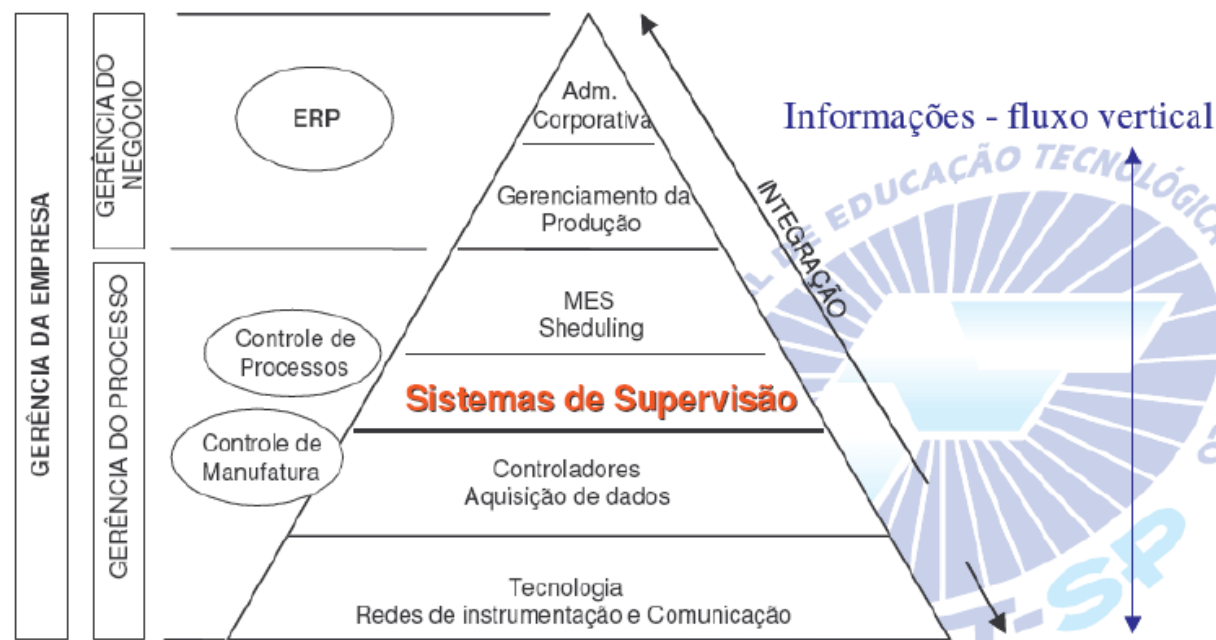 GERÊNCIA DA EMPRESA
GERÊNCIA DO
NEGÓCIO
GERÊNCIA DO PROCESSO
ERP
Controle de
Processos
Controle de
Manufatura
Adm.
Corporativa
Gerenciamento da
Produção
MES
Sheduling
Sistemas de Supervisão
Controladores
Aquisição de dados
Tecnologia
Redes de instrumentação e Comunicação
INTEGRAÇÃO
Informações - fluxo vertical
DE EDUCAÇÃO TECNOLÓGICA
T-SP